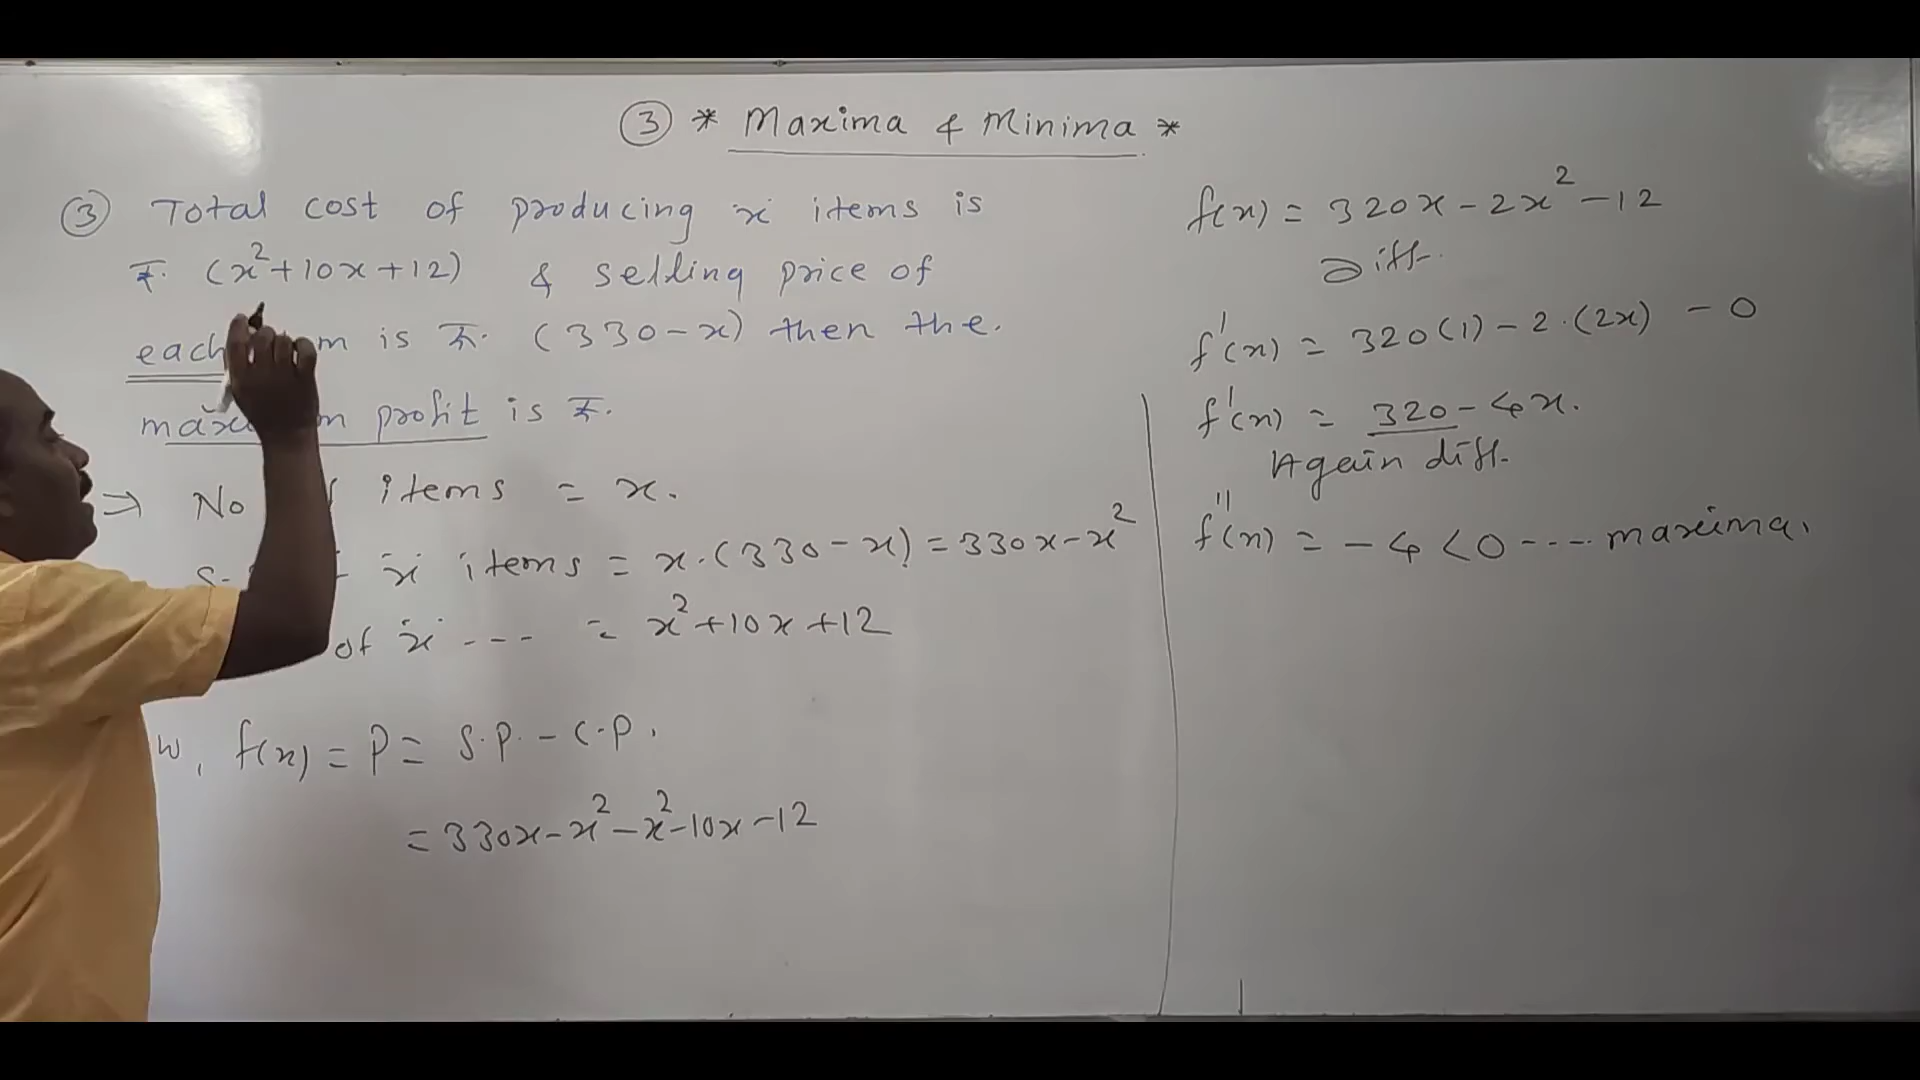 ③ * Maxima & Minima *
③ Total cost of producing x items is
₹. (x²+10x+12) & selling price of
each is ₹. (330-x) then the.
profit is ₹.
⇒ No items = x.
x items = x.(330-x) = 330x-x²
of x --- = x²+10x+12
f(x) = P = S.P. - C.P.
= 330x-x²-x²-10x-12
f(x) = 320x-2x²-12
Diff.
f'(x) = 320(1)-2.(2x) - 0
f'(x) = 320-4x.
Again diff.
f''(x) = -4 < 0 ---- maxima.